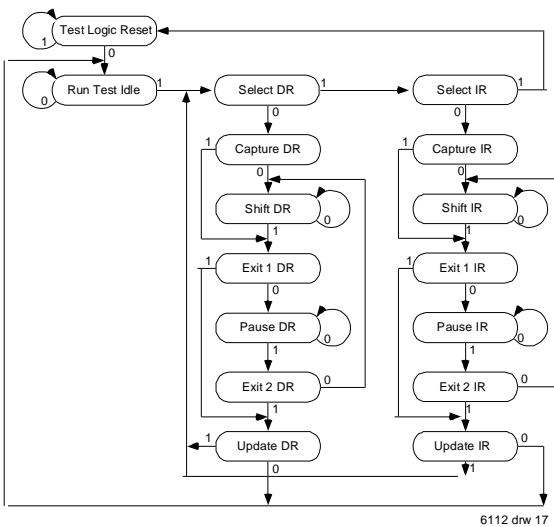 Test Logic Reset
1
0
Run Test Idle
0
1
Select DR
1
Select IR
1
0
0
Capture DR
1
0
Capture IR
1
0
Shift DR
0
1
Shift IR
0
1
Exit 1 DR
1
0
Exit 1 IR
1
0
Pause DR
0
1
Pause IR
0
1
Exit 2 DR
0
1
Exit 2 IR
0
1
Update DR
1
0
Update IR
0
1
6112 drw 17